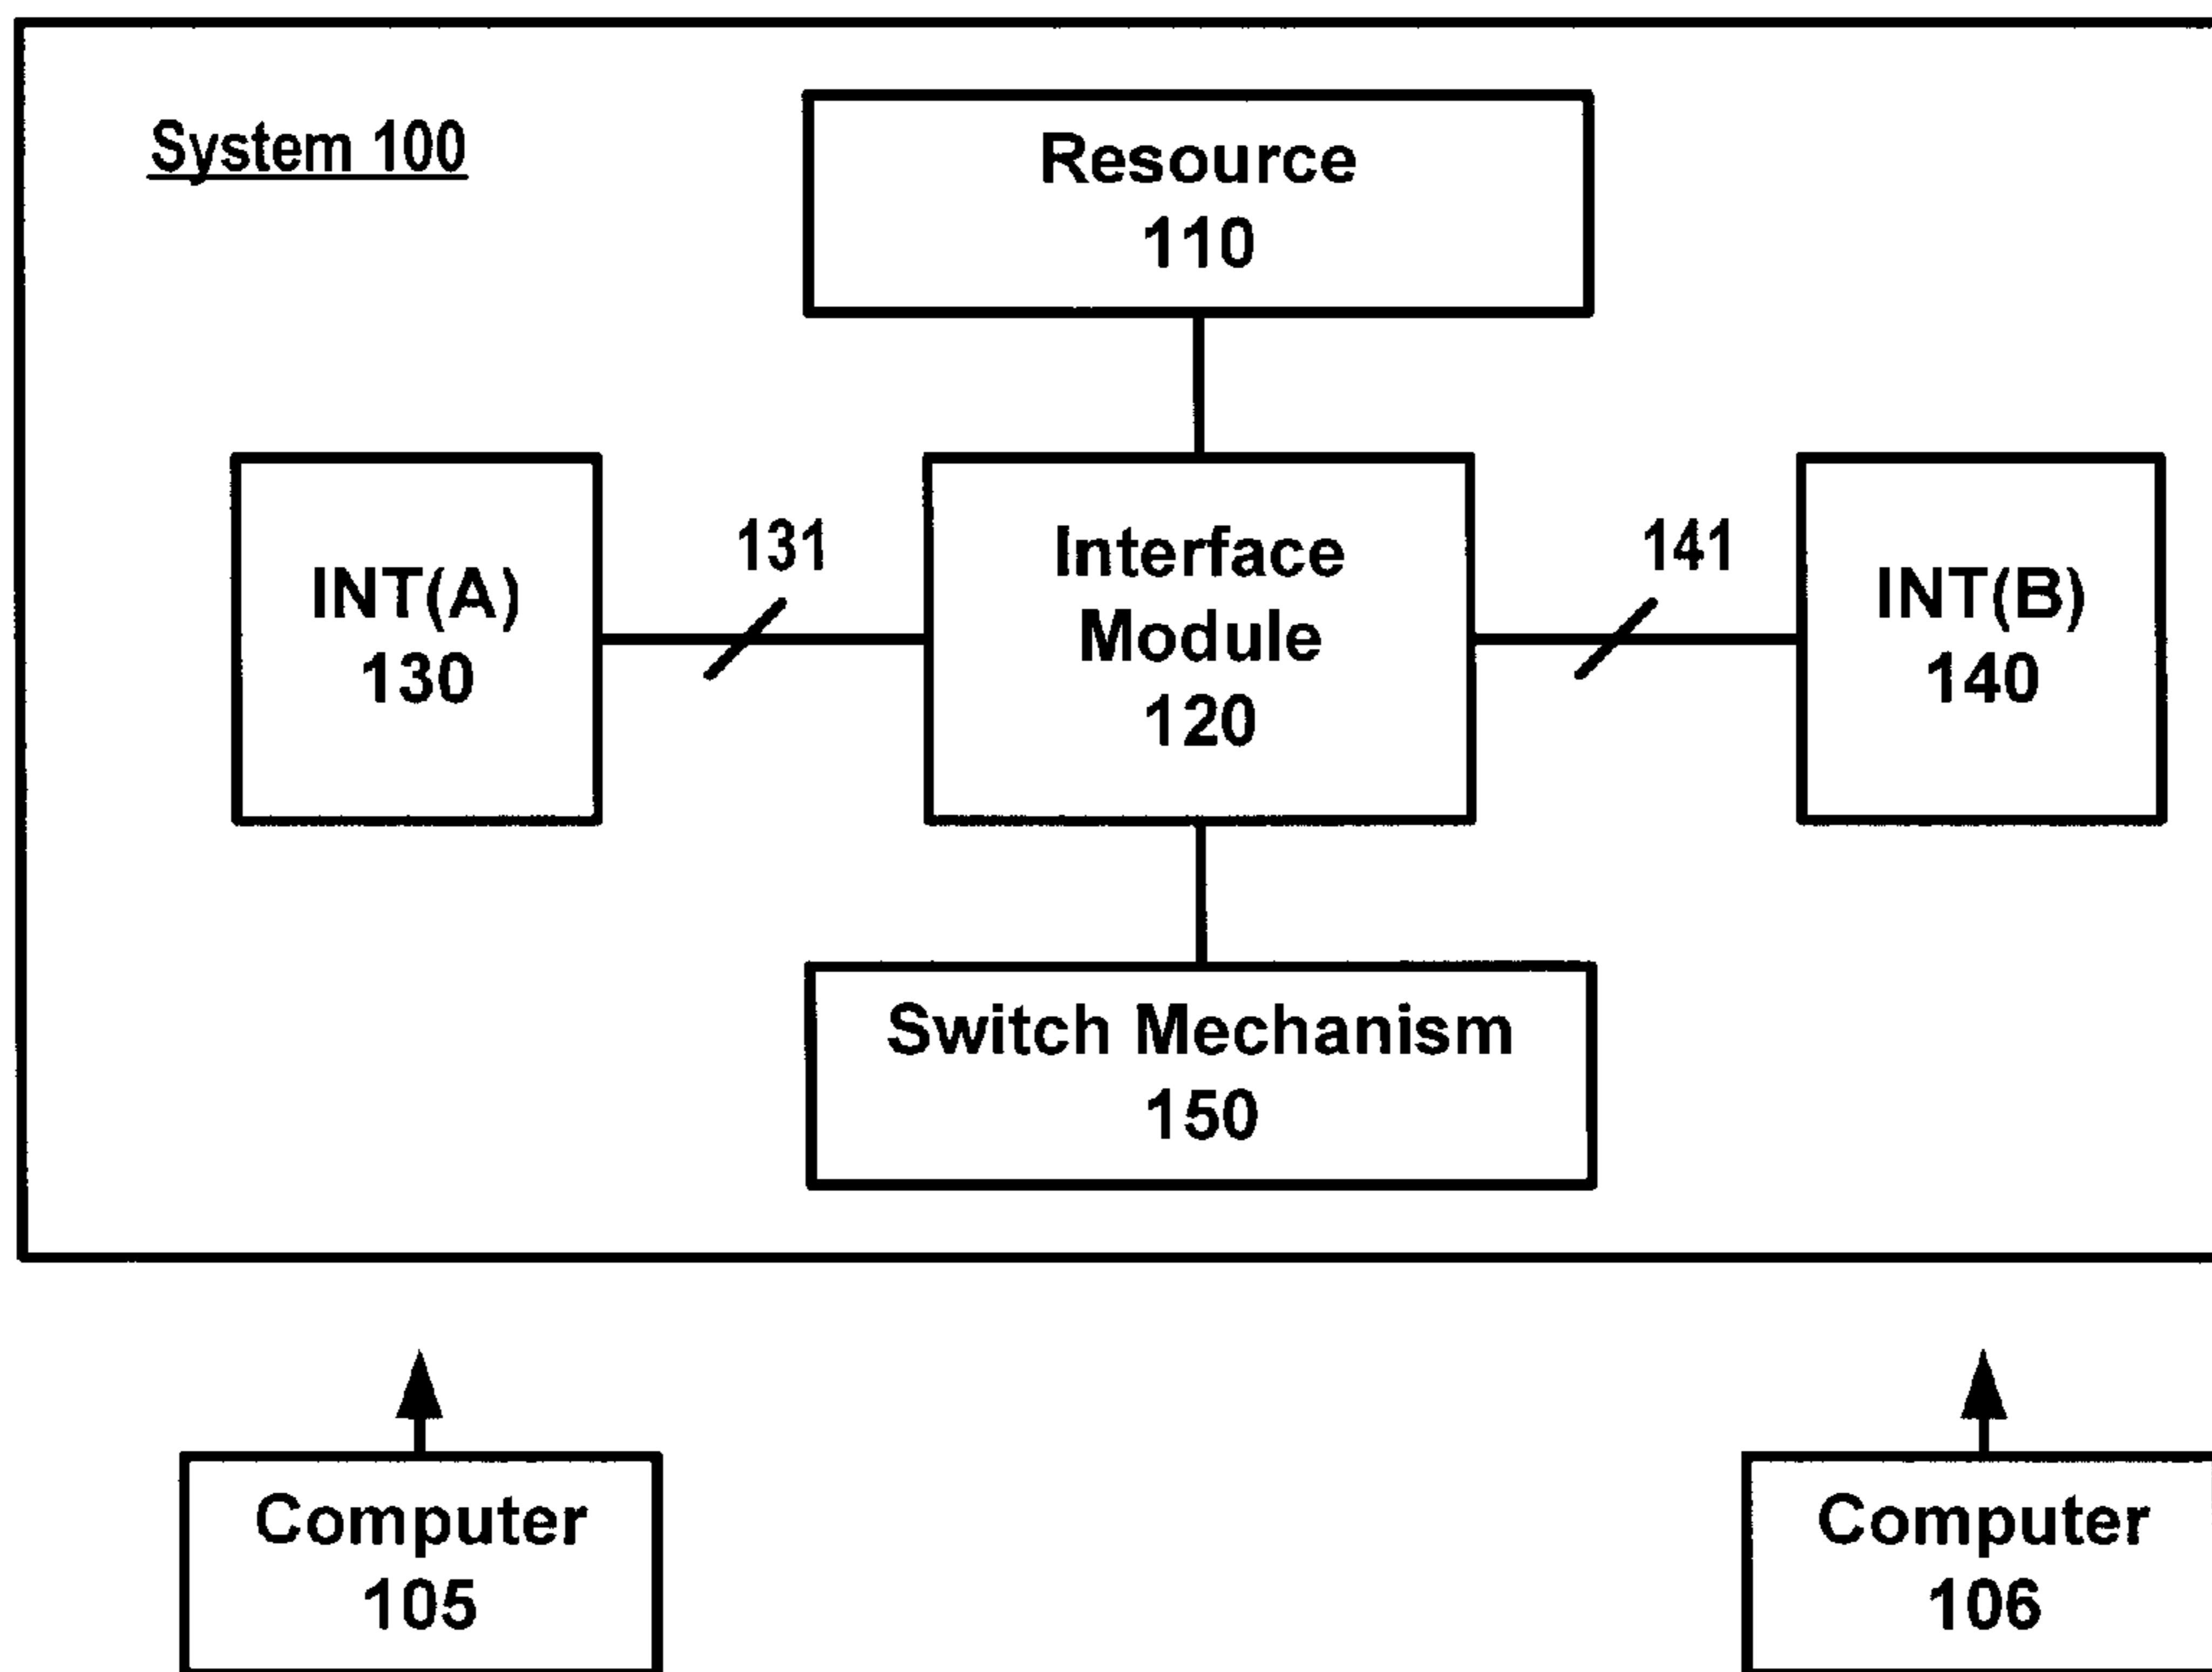 System 100
Resource
110
131
141
INT(A)
130
Interface
Module
120
INT(B)
140
Switch Mechanism
150
Computer
105
Computer
106